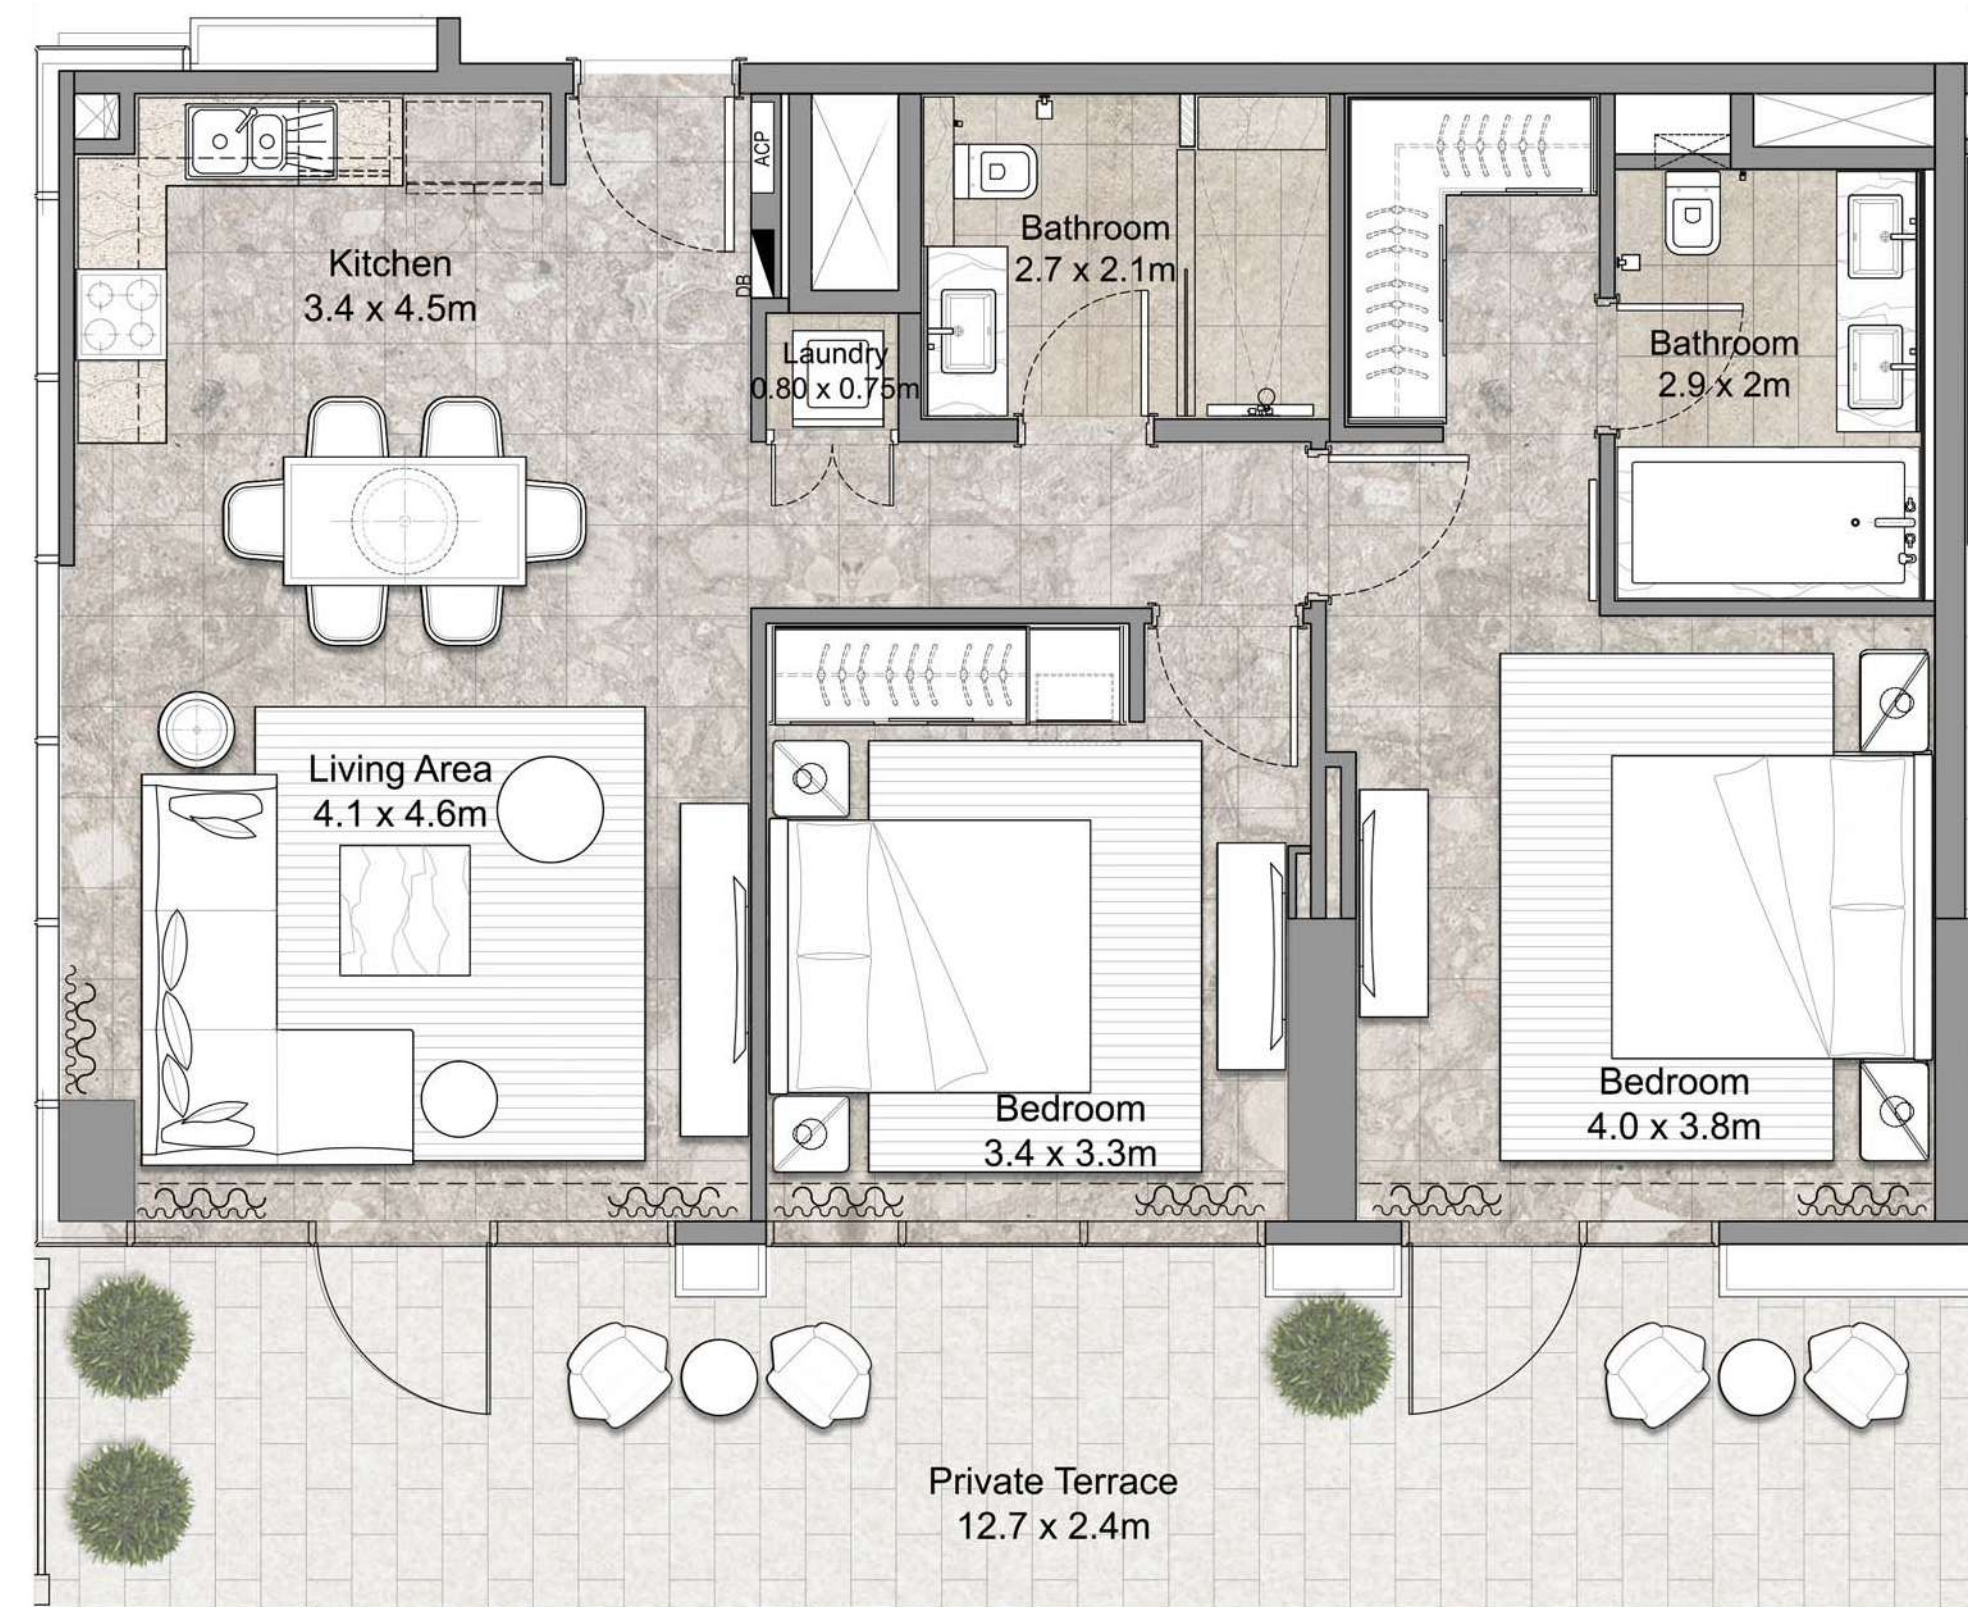 ACP
DB
Kitchen
3.4 x 4.5m
Laundry
0.80 x 0.75m
Bathroom
2.7 x 2.1m
Bathroom
2.9 x 2m
Living Area
4.1 x 4.6m
Bedroom
3.4 x 3.3m
Bedroom
4.0 x 3.8m
Private Terrace
12.7 x 2.4m